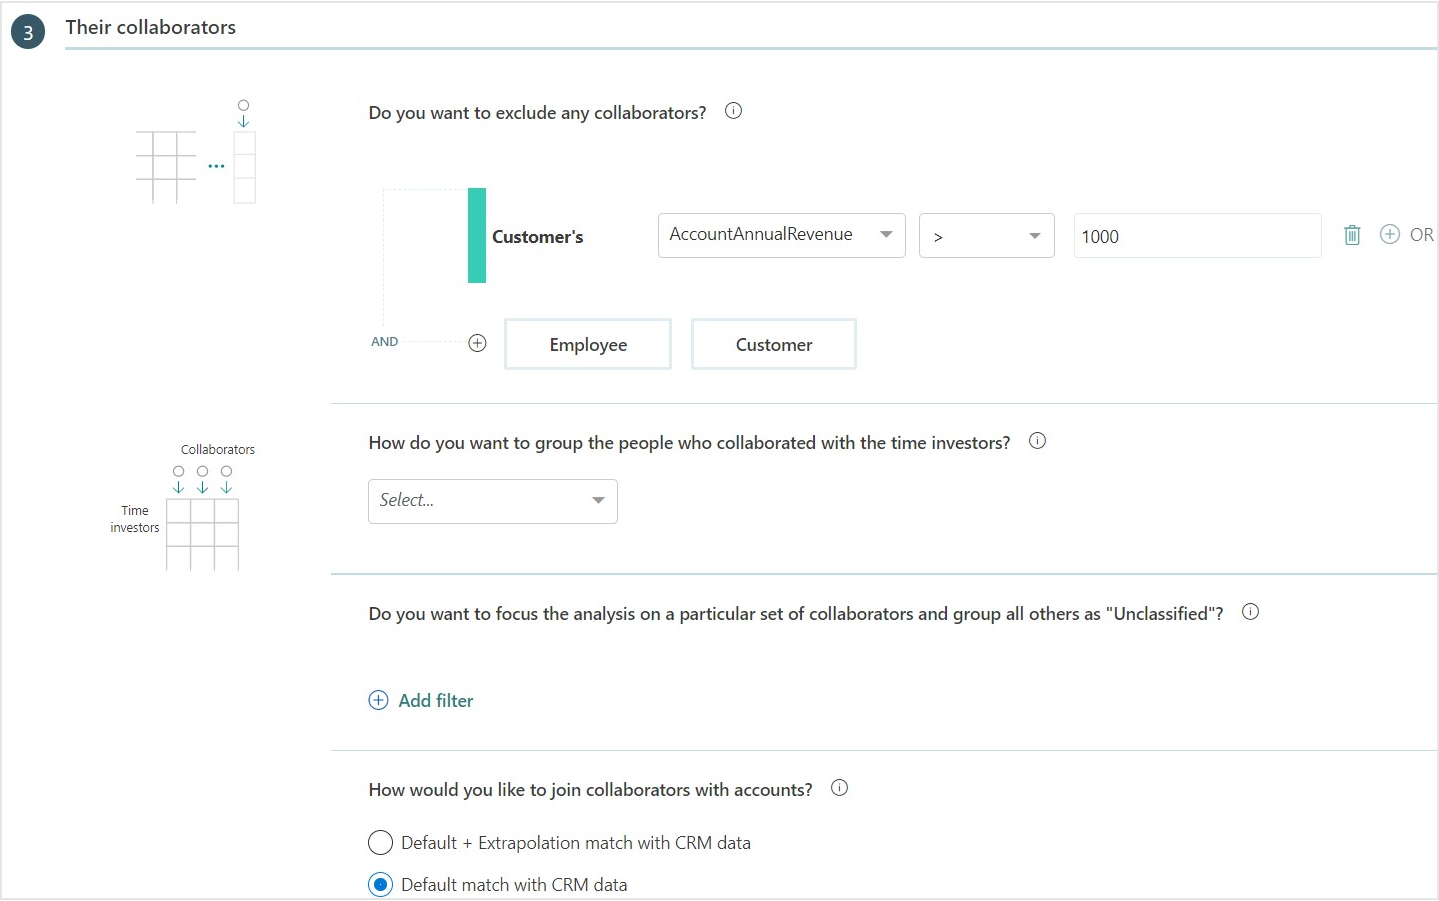 3
Their collaborators
Do you want to exclude any collaborators?
Customer's
AccountAnnualRevenue
>
1000
OR
AND
Employee
Customer
Collaborators
Time
investors
How do you want to group the people who collaborated with the time investors?
Select...
Do you want to focus the analysis on a particular set of collaborators and group all others as "Unclassified"?
Add filter
How would you like to join collaborators with accounts?
Default + Extrapolation match with CRM data
Default match with CRM data